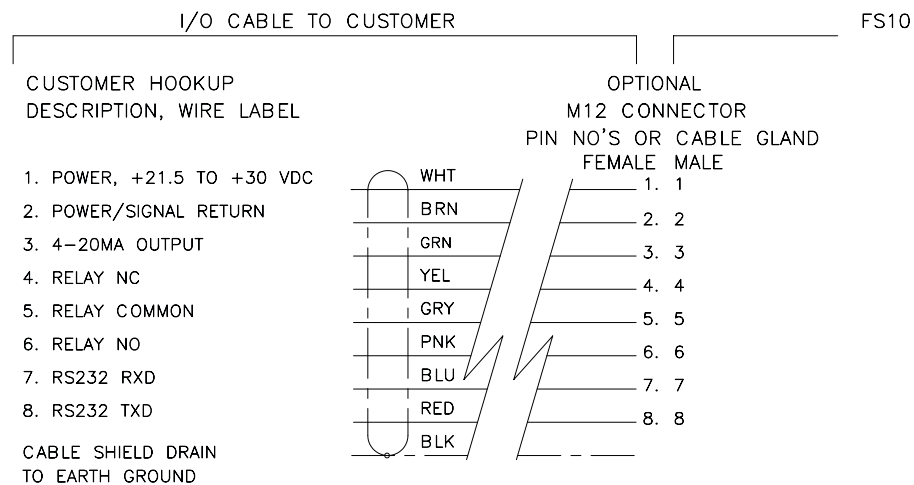 I/O CABLE TO CUSTOMER FS10
CUSTOMER HOOKUP
DESCRIPTION, WIRE LABEL
OPTIONAL
M12 CONNECTOR
PIN NO'S OR CABLE GLAND
FEMALE MALE
1. POWER, +21.5 TO +30 VDC WHT 1. 1
2. POWER/SIGNAL RETURN BRN 2. 2
3. 4-20MA OUTPUT GRN 3. 3
4. RELAY NC YEL 4. 4
5. RELAY COMMON GRY 5. 5
6. RELAY NO PNK 6. 6
7. RS232 RXD BLU 7. 7
8. RS232 TXD RED 8. 8
CABLE SHIELD DRAIN BLK
TO EARTH GROUND